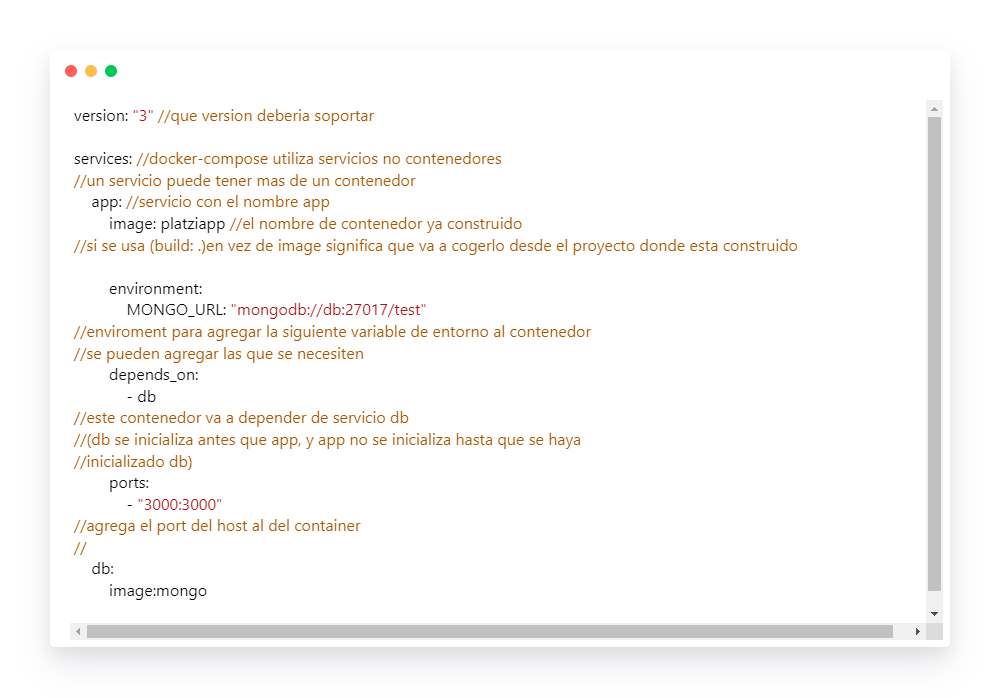 version: "3" //que version deberia soportar
services: //docker-compose utiliza servicios no contenedores
//un servicio puede tener mas de un contenedor
app: //servicio con el nombre app
image: platziapp //el nombre de contenedor ya construido
//si se usa (build: .)en vez de image significa que va a cogerlo desde el proyecto donde esta construido
environment:
MONGO_URL: "mongodb://db:27017/test"
//enviroment para agregar la siguiente variable de entorno al contenedor
//se pueden agregar las que se necesiten
depends_on:
- db
//este contenedor va a depender de servicio db
//(db se inicializa antes que app, y app no se inicializa hasta que se haya
//inicializado db)
ports:
- "3000:3000"
//agrega el port del host al del container
//
db:
image:mongo